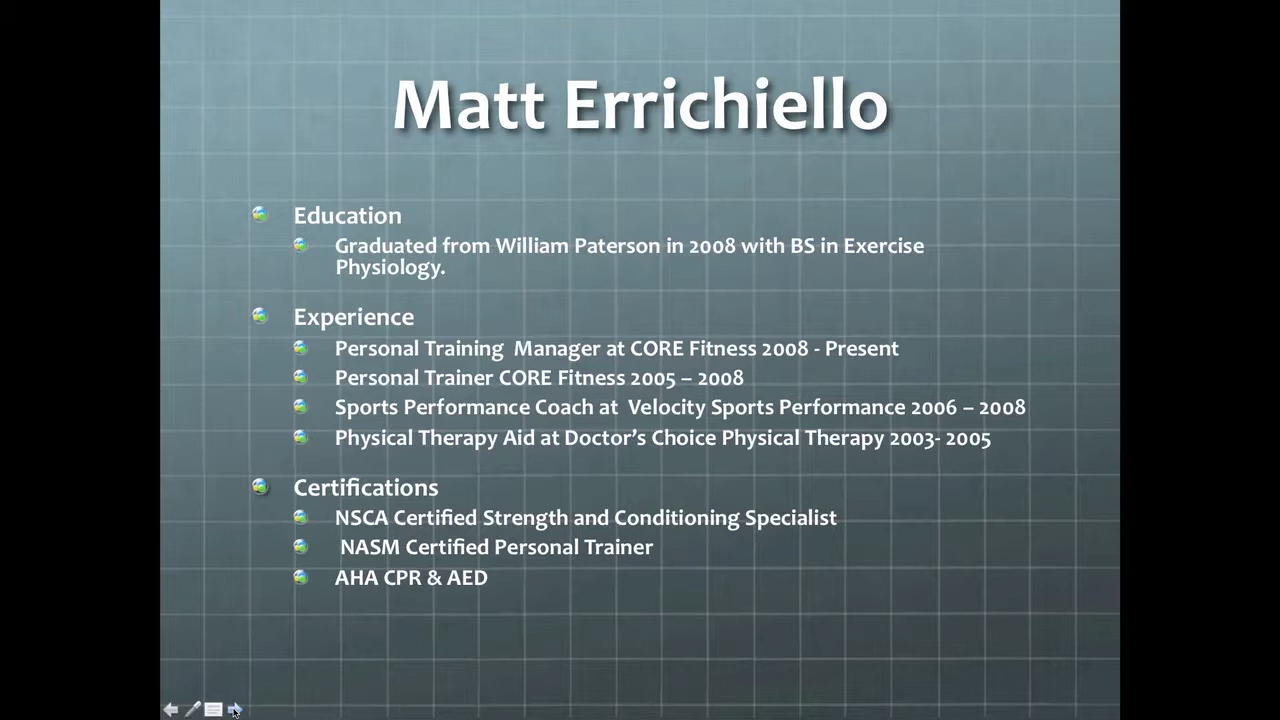 Matt Errichiello
Education
Graduated from William Paterson in 2008 with BS in Exercise
Physiology.
Experience
Personal Training  Manager at CORE Fitness 2008 - Present
Personal Trainer CORE Fitness 2005 – 2008
Sports Performance Coach at  Velocity Sports Performance 2006 – 2008
Physical Therapy Aid at Doctor’s Choice Physical Therapy 2003- 2005
Certifications
NSCA Certified Strength and Conditioning Specialist
NASM Certified Personal Trainer
AHA CPR & AED